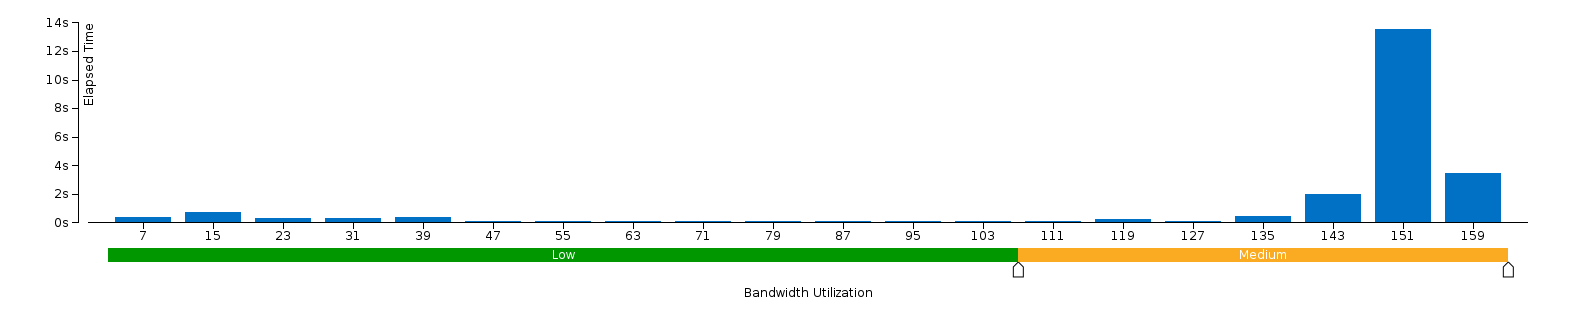 14s
12s
10s
8s
6s
4s
2s
0s
Elapsed Time
7 15 23 31 39 47 55 63 71 79 87 95 103 111 119 127 135 143 151 159
Low Medium
Bandwidth Utilization